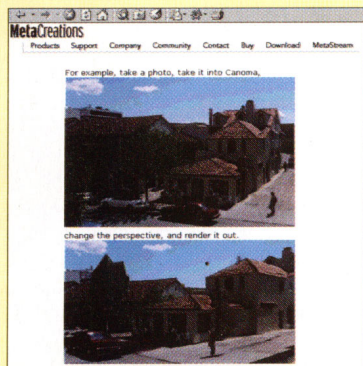 MetaCreations
Products Support Company Community Contact Buy Download MetaStream
For example, take a photo, take it into Canoma,
change the perspective, and render it out.